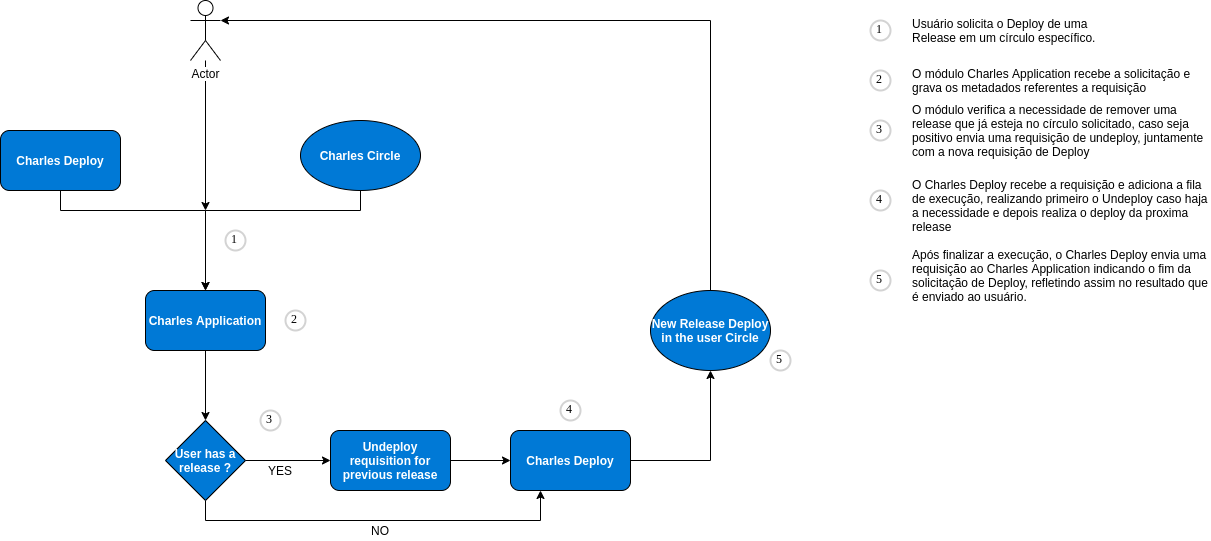 Actor
Charles Deploy
Charles Circle
1
Charles Application
2
3
User has a
release ?
YES
NO
Undeploy
requisition for
previous release
4
Charles Deploy
New Release Deploy
in the user Circle
5
1
Usuário solicita o Deploy de uma
Release em um círculo específico.
2
O módulo Charles Application recebe a solicitação e
grava os metadados referentes a requisição
3
O módulo verifica a necessidade de remover uma
release que já esteja no círculo solicitado, caso seja
positivo envia uma requisição de undeploy, juntamente
com a nova requisição de Deploy
4
O Charles Deploy recebe a requisição e adiciona a fila
de execução, realizando primeiro o Undeploy caso haja
a necessidade e depois realiza o deploy da proxima
release
5
Após finalizar a execução, o Charles Deploy envia uma
requisição ao Charles Application indicando o fim da
solicitação de Deploy, refletindo assim no resultado que
é enviado ao usuário.